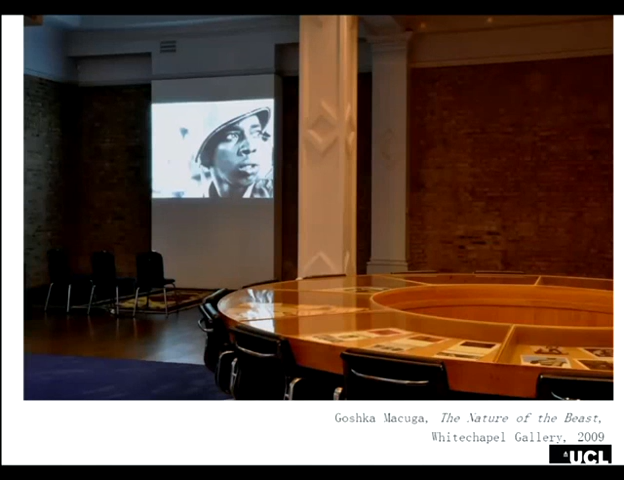 Goshka Macuga, The Nature of the Beast,
Whitechapel Gallery, 2009
UCL